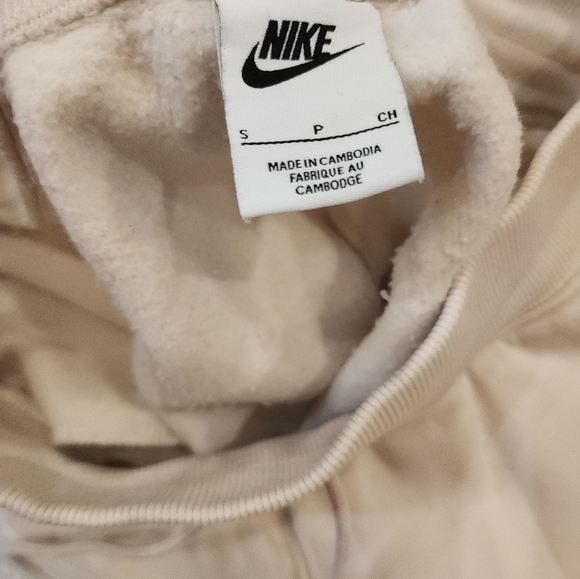 NIKE
S P CH
MADE IN CAMBODIA
FABRIQUE AU
CAMBODGE